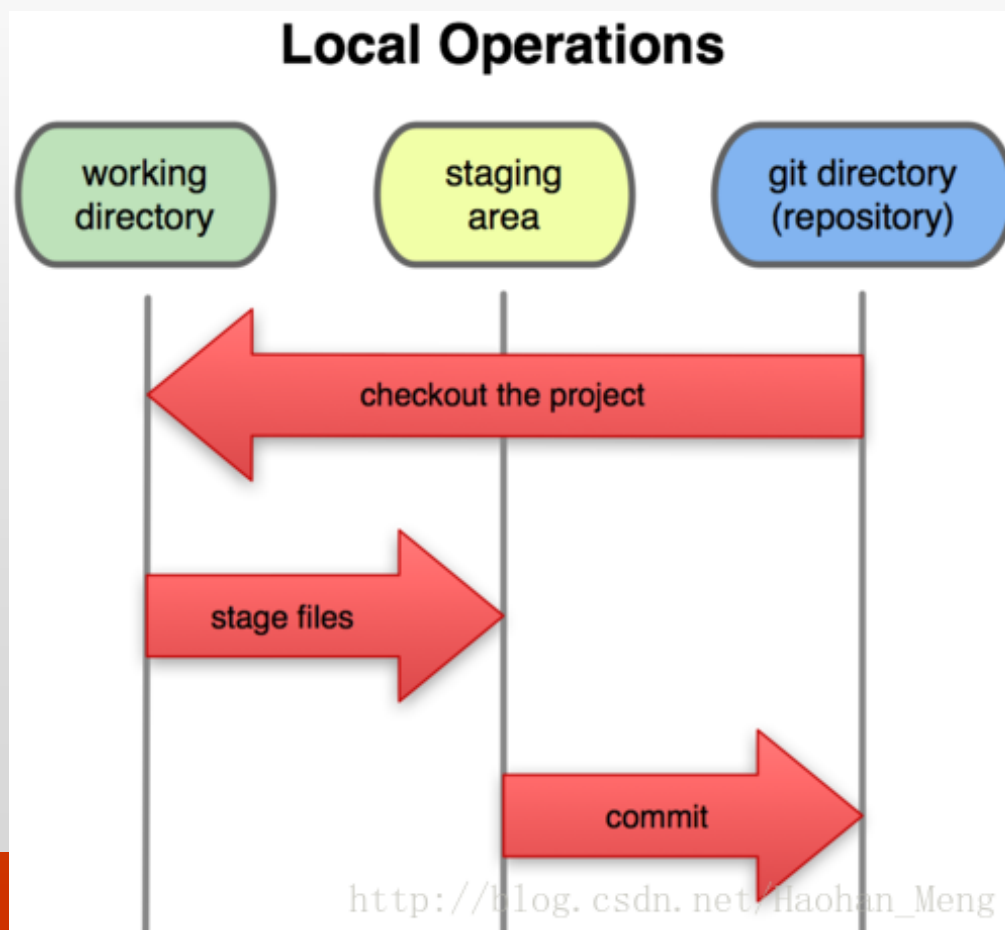 Local Operations
working
directory
staging
area
git directory
(repository)
checkout the project
stage files
commit
http://blog.csdn.net/Haohan_Meng